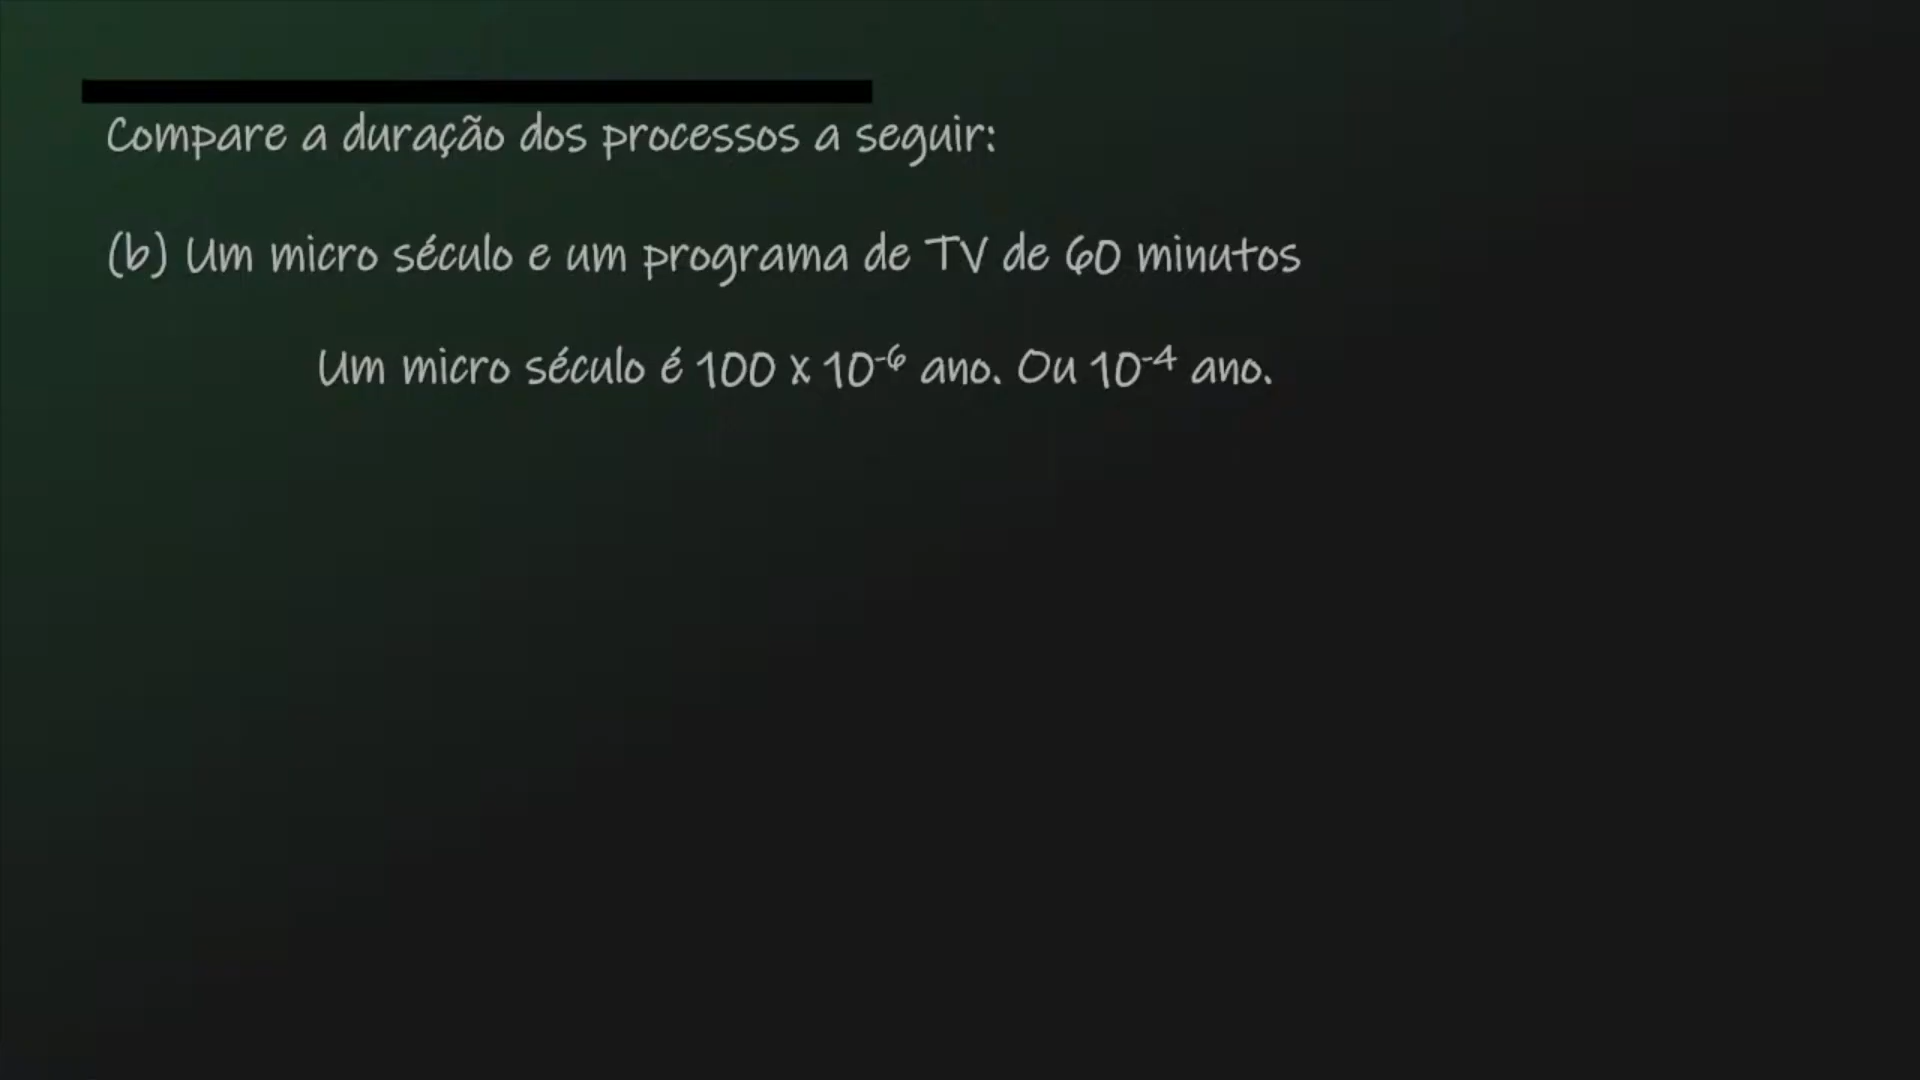 Compare a duração dos processos a seguir:
(b) Um micro século e um programa de TV de 60 minutos
Um micro século é 100 x 10⁻⁶ ano. Ou 10⁻⁴ ano.